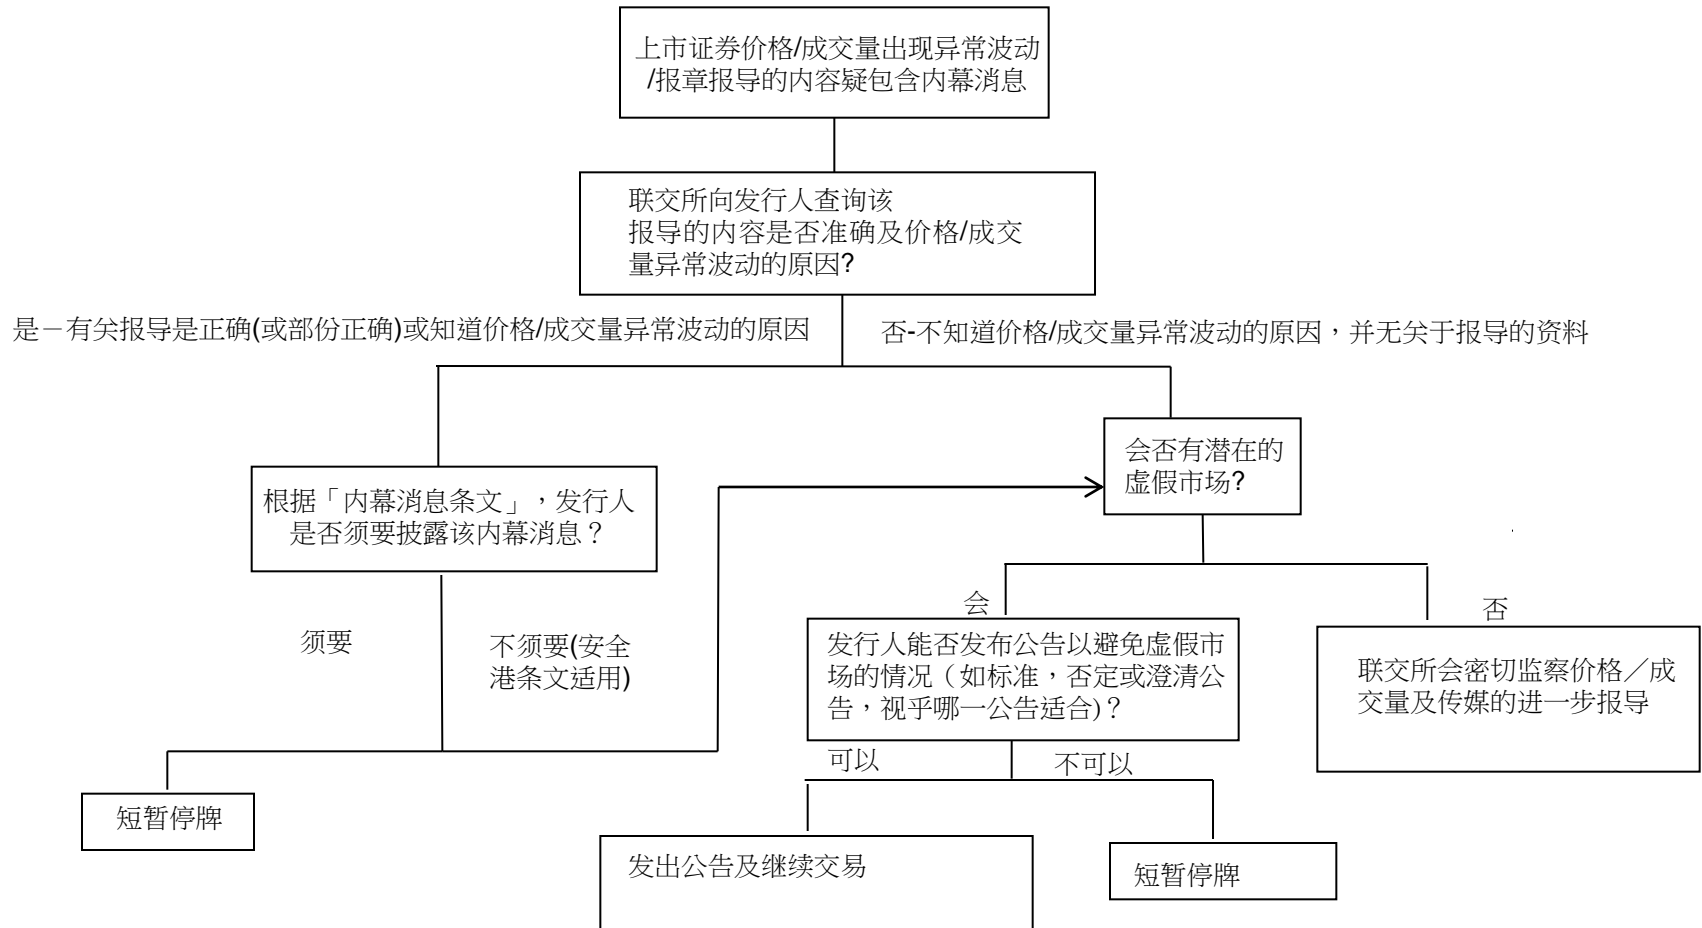 上市证券价格/成交量出现异常波动
/报章报导的内容疑包含内幕消息
联交所向发行人查询该
报导的内容是否准确及价格/成交
量异常波动的原因?
是－有关报导是正确(或部份正确)或知道价格/成交量异常波动的原因
否-不知道价格/成交量异常波动的原因，并无关于报导的资料
会否有潜在的
虚假市场?
根据「内幕消息条文」，发行人
是否须要披露该内幕消息？
须要
不须要(安全
港条文适用)
会
否
发行人能否发布公告以避免虚假市
场的情况（如标准，否定或澄清公
告，视乎哪一公告适合)？
联交所会密切监察价格／成
交量及传媒的进一步报导
可以
不可以
短暂停牌
发出公告及继续交易
短暂停牌